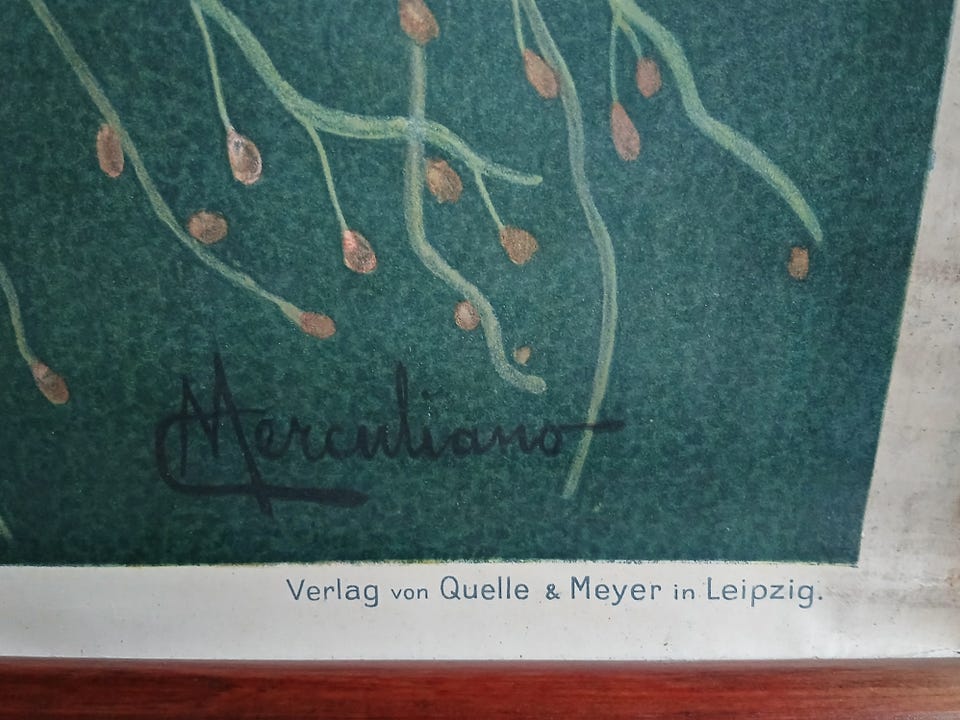 Merculiano
Verlag von Quelle & Meyer in Leipzig.